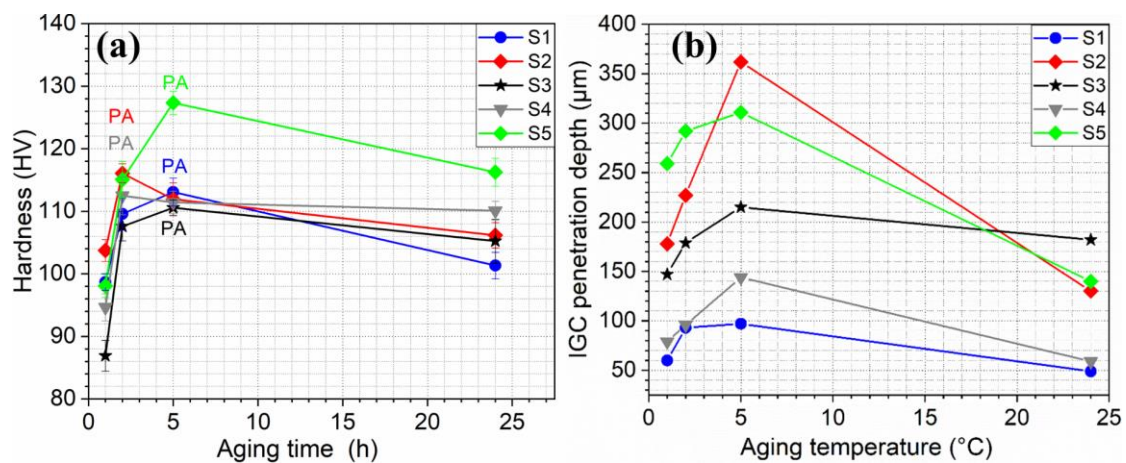 (a)
140
130
120
110
100
90
80
Hardness (HV)
0 5 10 15 20 25
Aging time (h)
PA
PA
PA
PA
PA
S1
S2
S3
S4
S5
(b)
400
350
300
250
200
150
100
50
IGC penetration depth (µm)
0 5 10 15 20 25
Aging temperature (°C)
S1
S2
S3
S4
S5